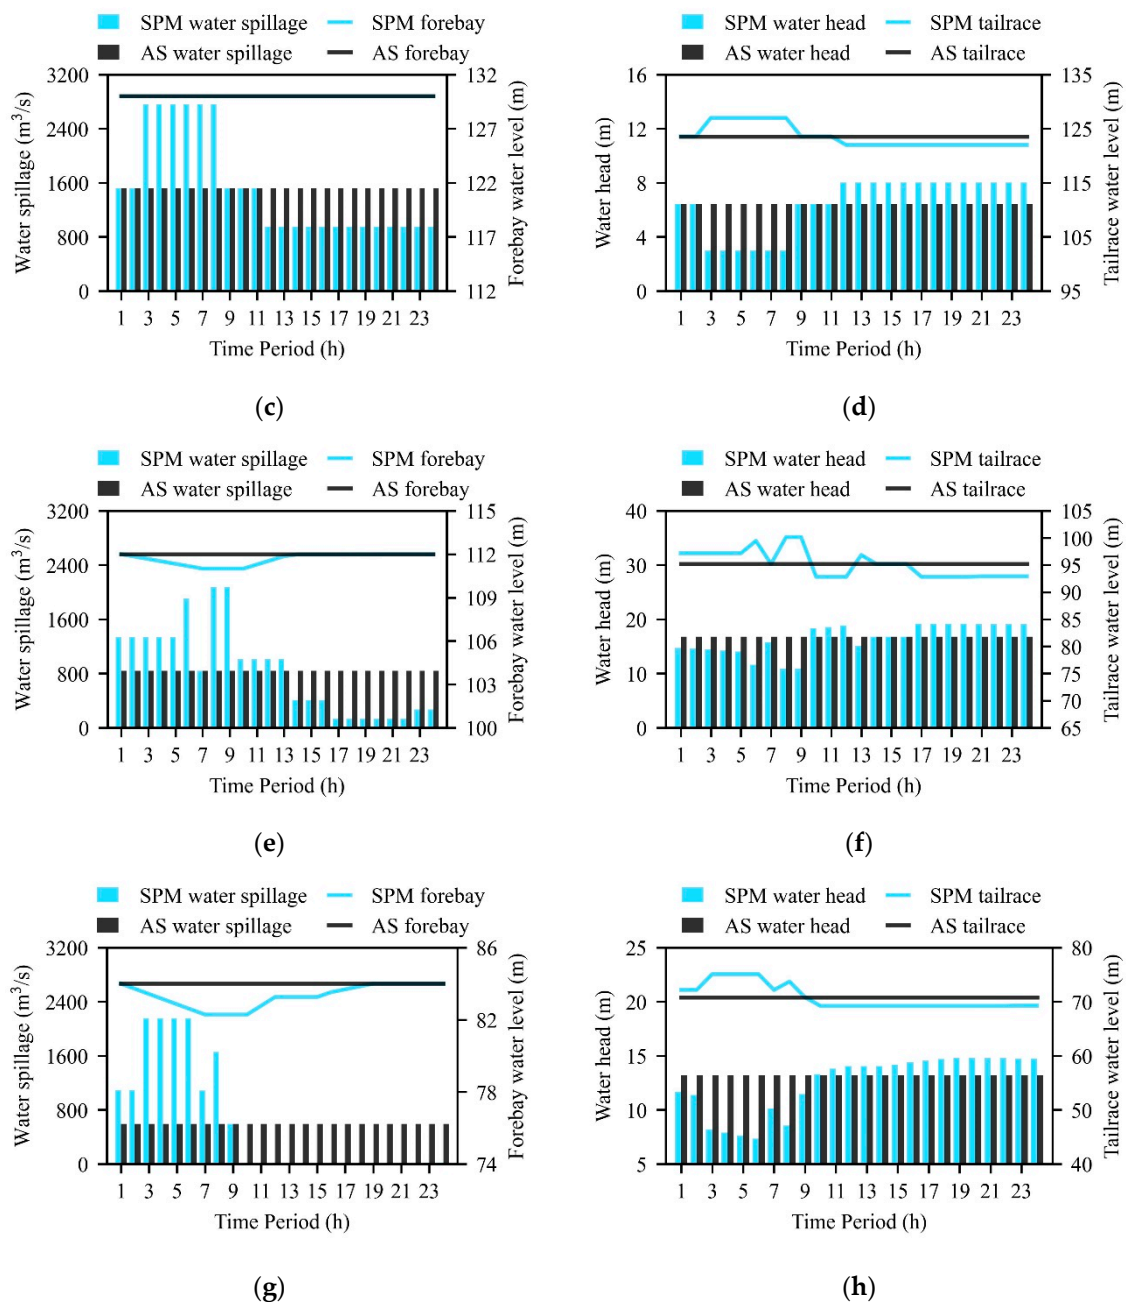 SPM water spillage SPM forebay
AS water spillage AS forebay
3200 132
2400 129
127
1600 122
800 117
0 112
Water spillage (m³/s)
Forebay water level (m)
1 3 5 7 9 11 13 15 17 19 21 23
Time Period (h)
(c)
SPM water head SPM tailrace
AS water head AS tailrace
16 135
12 125
8 115
4 105
0 95
Water head (m)
Tailrace water level (m)
1 3 5 7 9 11 13 15 17 19 21 23
Time Period (h)
(d)
SPM water spillage SPM forebay
AS water spillage AS forebay
3200 115
2400 112
109
1600 106
800 103
0 100
Water spillage (m³/s)
Forebay water level (m)
1 3 5 7 9 11 13 15 17 19 21 23
Time Period (h)
(e)
SPM water head SPM tailrace
AS water head AS tailrace
40 105
100
30 95
90
20 85
80
10 75
70
0 65
Water head (m)
Tailrace water level (m)
1 3 5 7 9 11 13 15 17 19 21 23
Time Period (h)
(f)
SPM water spillage SPM forebay
AS water spillage AS forebay
3200 86
2400 82
1600 78
800
0 74
Water spillage (m³/s)
Forebay water level (m)
1 3 5 7 9 11 13 15 17 19 21 23
Time Period (h)
(g)
SPM water head SPM tailrace
AS water head AS tailrace
25 80
20 70
15 60
10 50
5 40
Water head (m)
Tailrace water level (m)
1 3 5 7 9 11 13 15 17 19 21 23
Time Period (h)
(h)